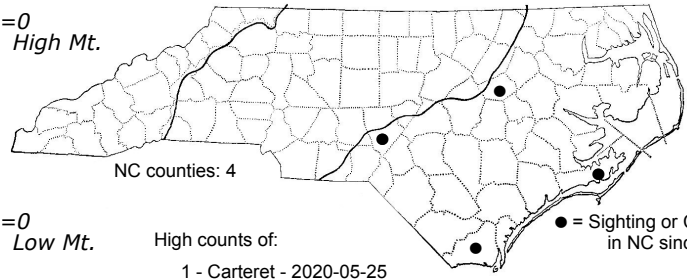 =0
High Mt.
NC counties: 4
=0
Low Mt.
High counts of:
1 - Carteret - 2020-05-25
● = Sighting or
in NC